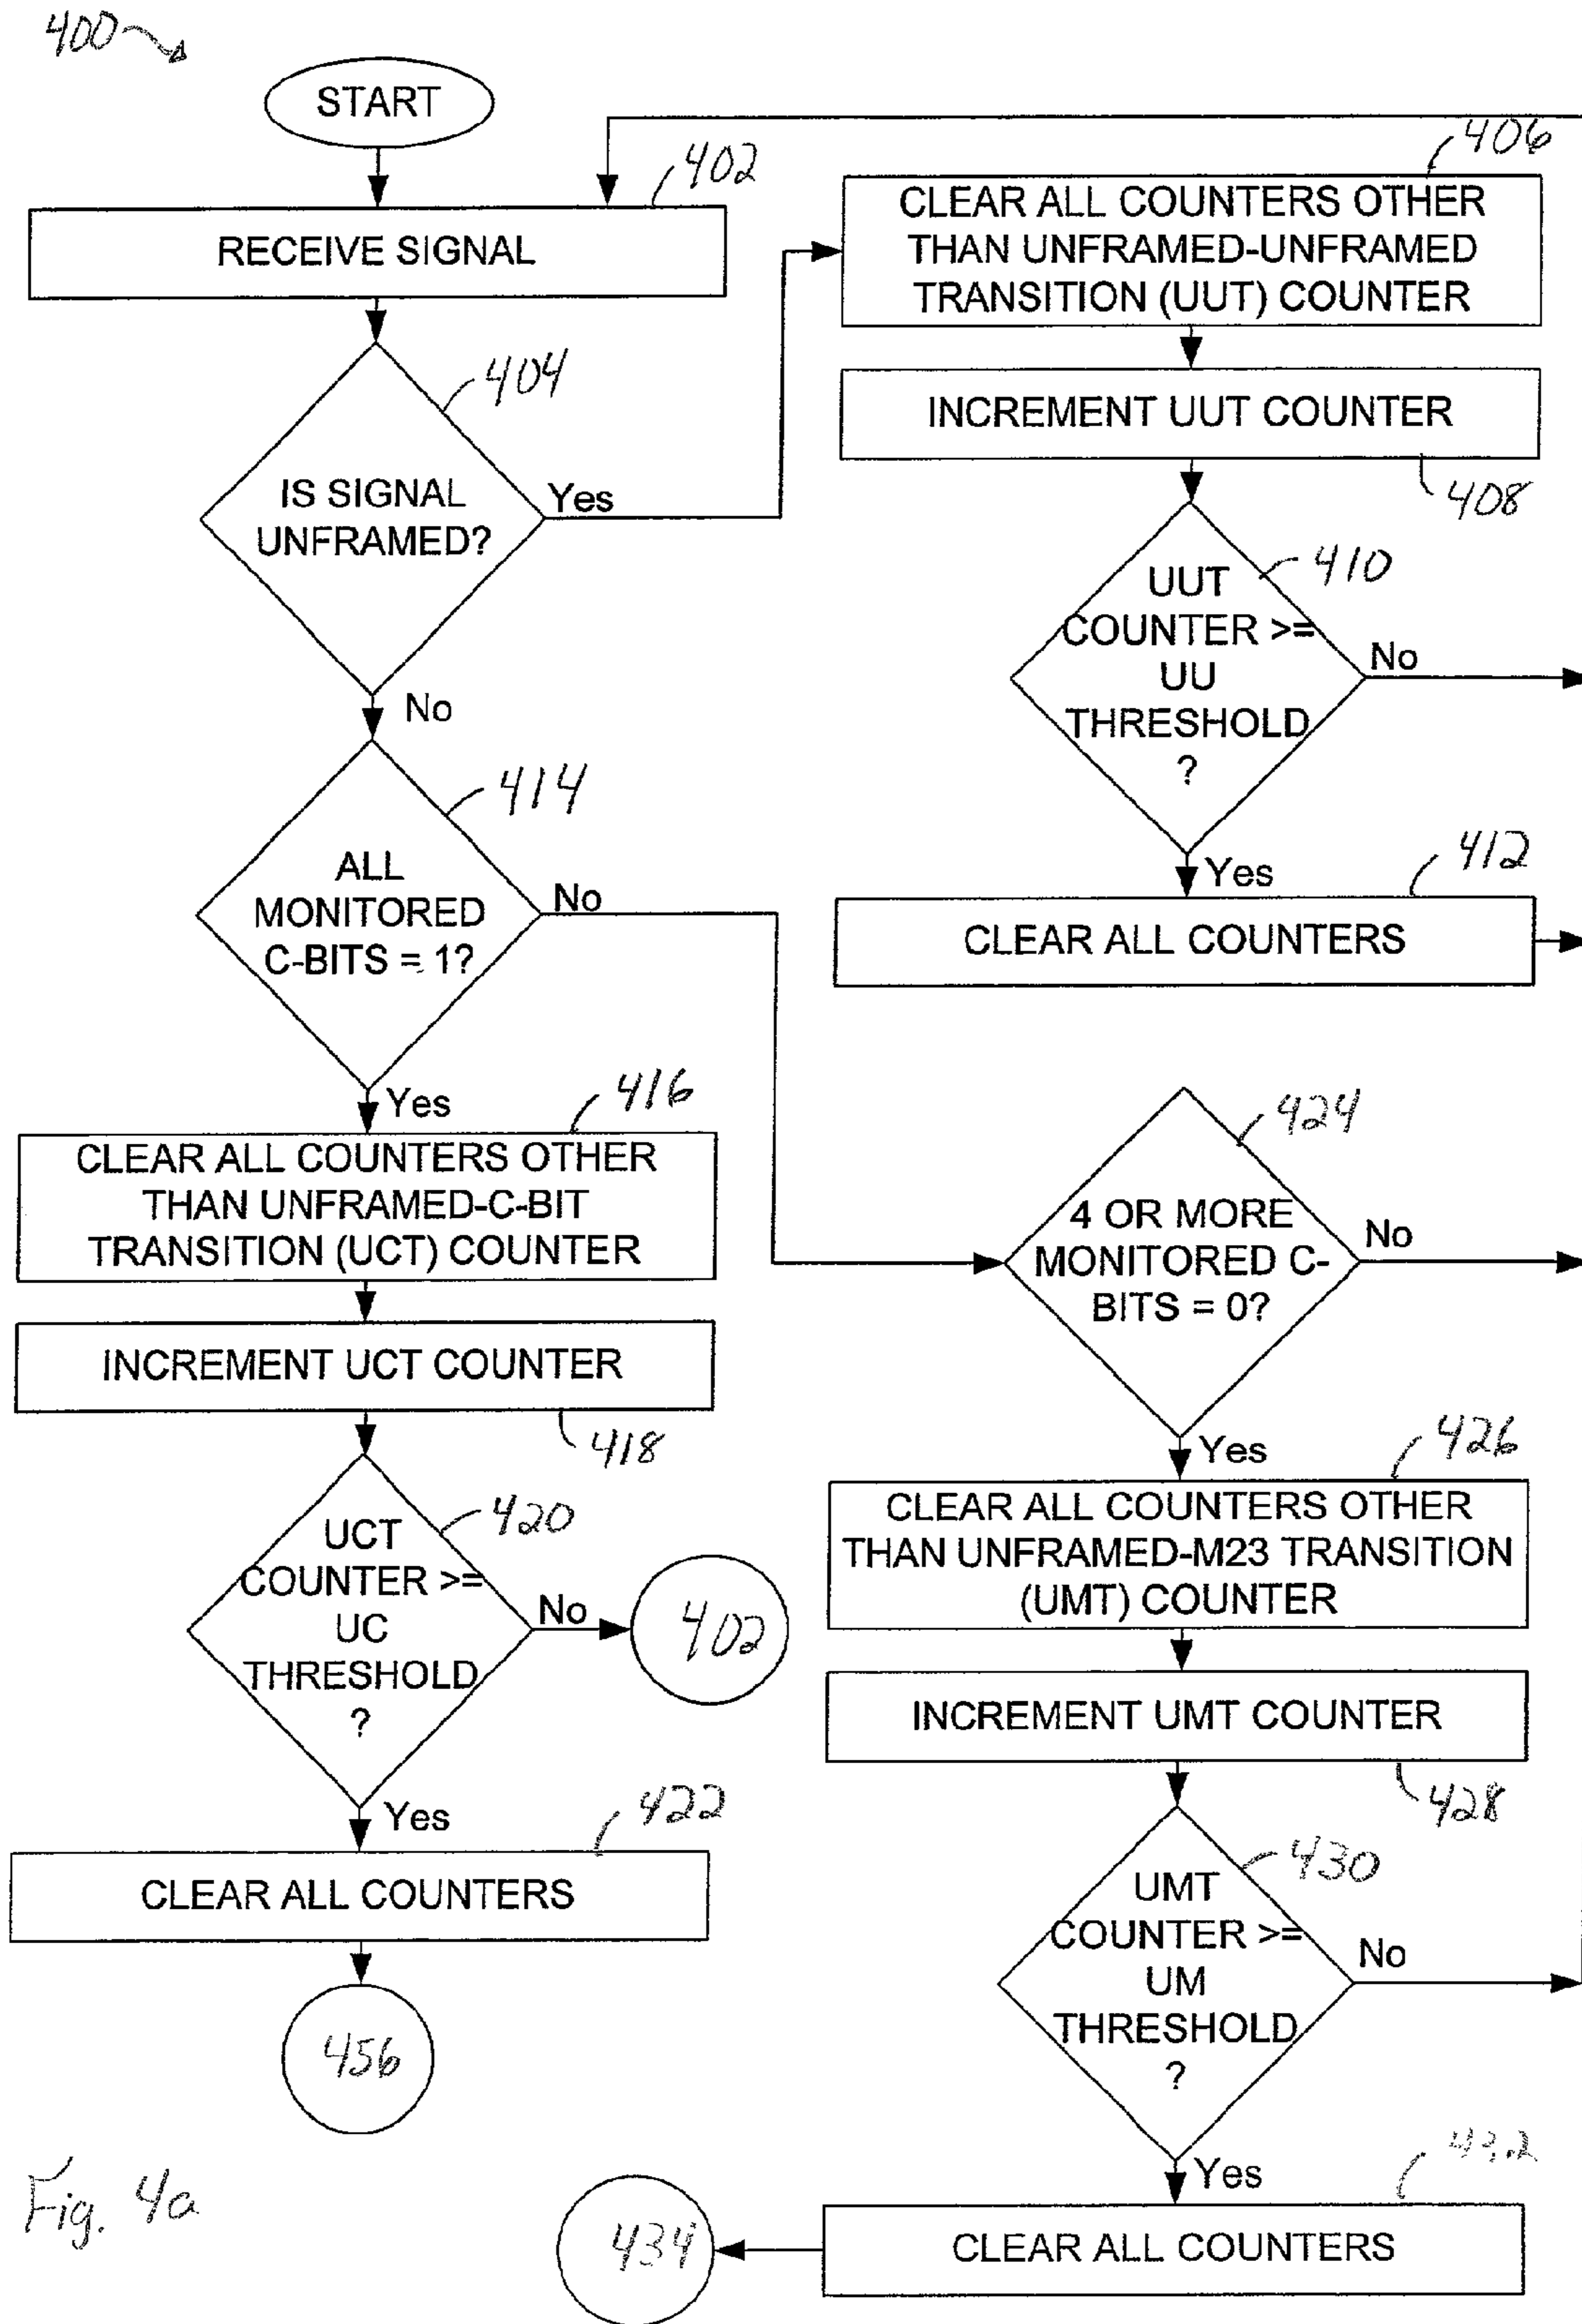 400
START
402
RECEIVE SIGNAL
404
IS SIGNAL
UNFRAMED?
Yes
No
406
CLEAR ALL COUNTERS OTHER
THAN UNFRAMED-UNFRAMED
TRANSITION (UUT) COUNTER
INCREMENT UUT COUNTER
408
410
UUT
COUNTER >=
UU
THRESHOLD
?
No
Yes
412
CLEAR ALL COUNTERS
414
ALL
MONITORED
C-BITS = 1?
No
Yes
416
CLEAR ALL COUNTERS OTHER
THAN UNFRAMED-C-BIT
TRANSITION (UCT) COUNTER
INCREMENT UCT COUNTER
418
420
UCT
COUNTER >=
UC
THRESHOLD
?
No
402
Yes
422
CLEAR ALL COUNTERS
456
424
4 OR MORE
MONITORED C-
BITS = 0?
No
Yes
426
CLEAR ALL COUNTERS OTHER
THAN UNFRAMED-M23 TRANSITION
(UMT) COUNTER
INCREMENT UMT COUNTER
428
430
UMT
COUNTER >=
UM
THRESHOLD
?
No
Yes
432
CLEAR ALL COUNTERS
434
Fig. 4a